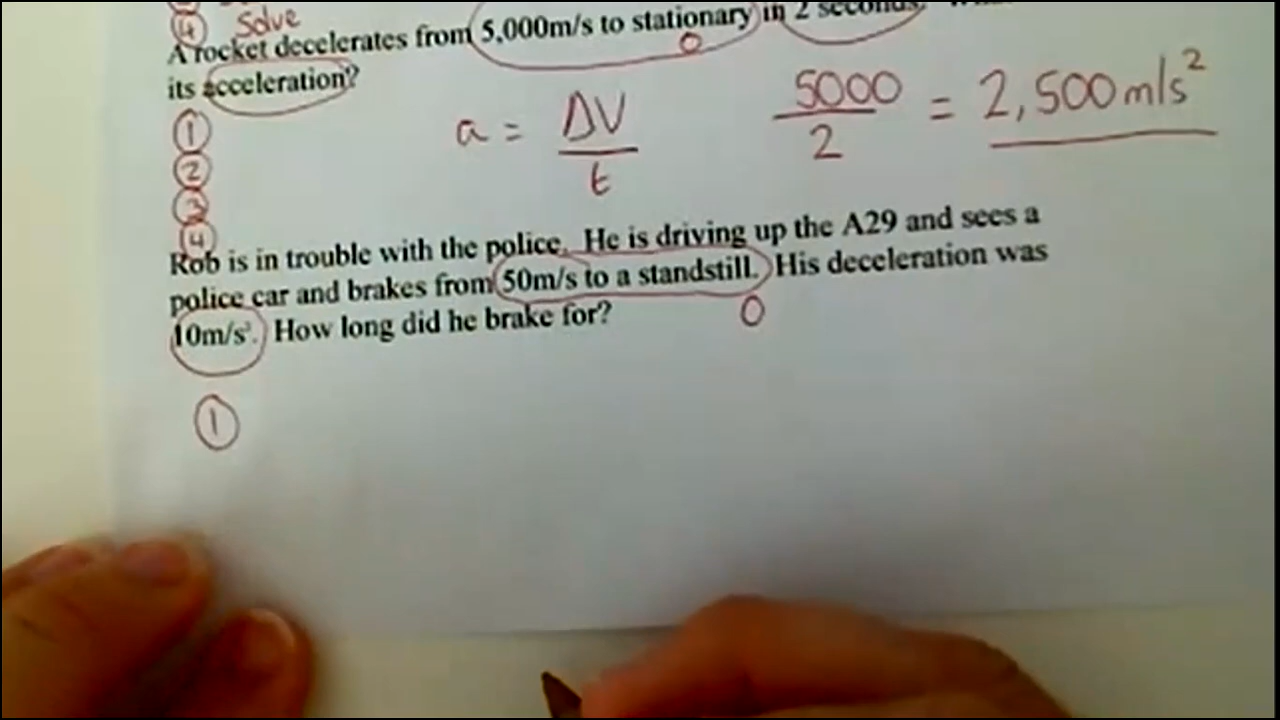 ④ Solve
A rocket decelerates from 5,000m/s to stationary in 2 seconds.
0
its acceleration?
①
②
③
④
a = ΔV / t
5000 / 2 = 2,500 m/s²
Rob is in trouble with the police. He is driving up the A29 and sees a
police car and brakes from 50m/s to a standstill. His deceleration was
0
10m/s². How long did he brake for?
①